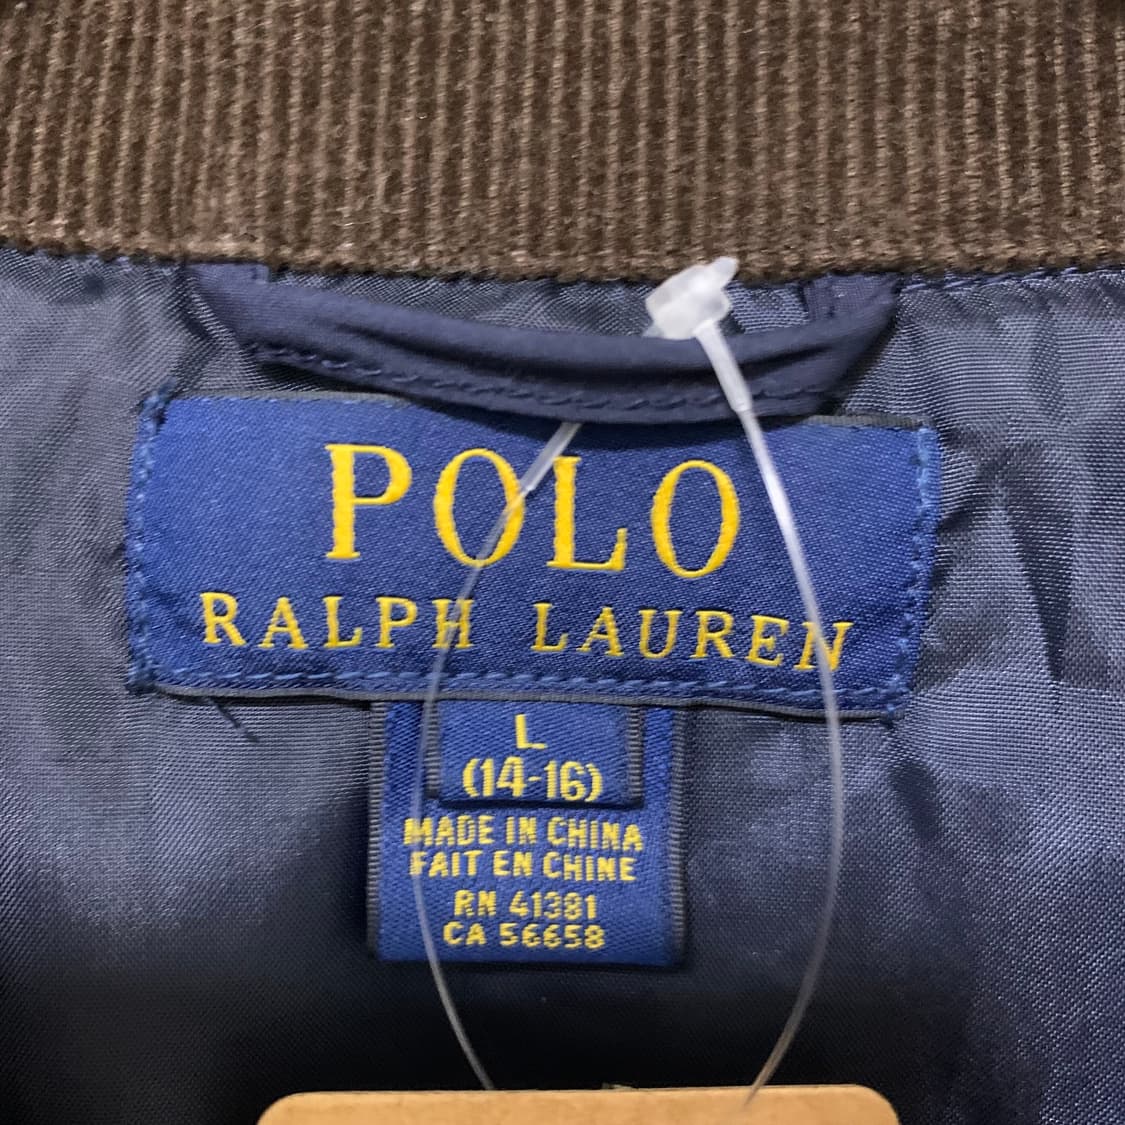 POLO
RALPH LAUREN
L
(14-16)
MADE IN CHINA
FAIT EN CHINE
RN 41381
CA 56658